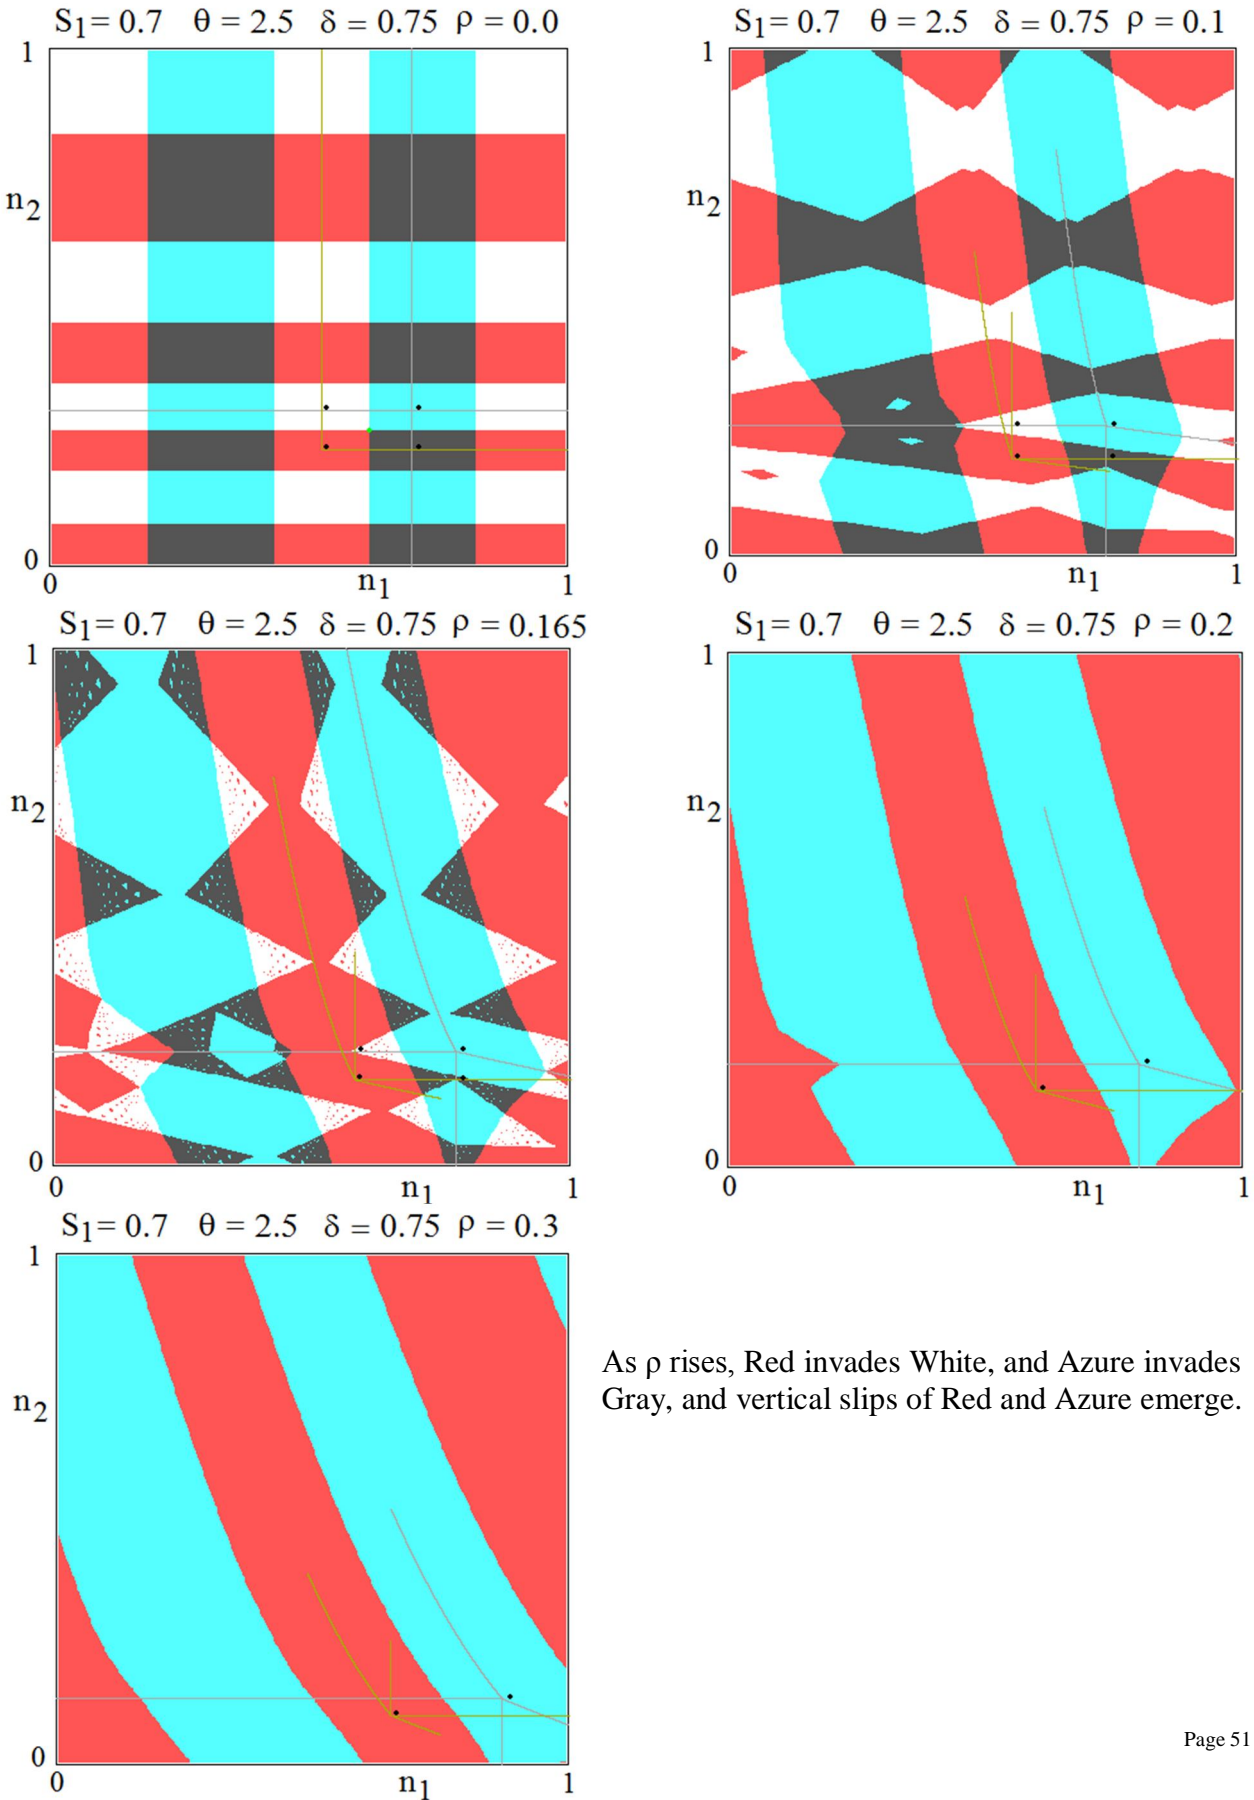 S1 = 0.7 θ = 2.5 δ = 0.75 ρ = 0.0
1
n2
0
0 n1 1
S1 = 0.7 θ = 2.5 δ = 0.75 ρ = 0.1
1
n2
0
0 n1 1
S1 = 0.7 θ = 2.5 δ = 0.75 ρ = 0.165
1
n2
0
0 n1 1
S1 = 0.7 θ = 2.5 δ = 0.75 ρ = 0.2
1
n2
0
0 n1 1
S1 = 0.7 θ = 2.5 δ = 0.75 ρ = 0.3
1
n2
0
0 n1 1
As ρ rises, Red invades White, and Azure invades
Gray, and vertical slips of Red and Azure emerge.
Page 51